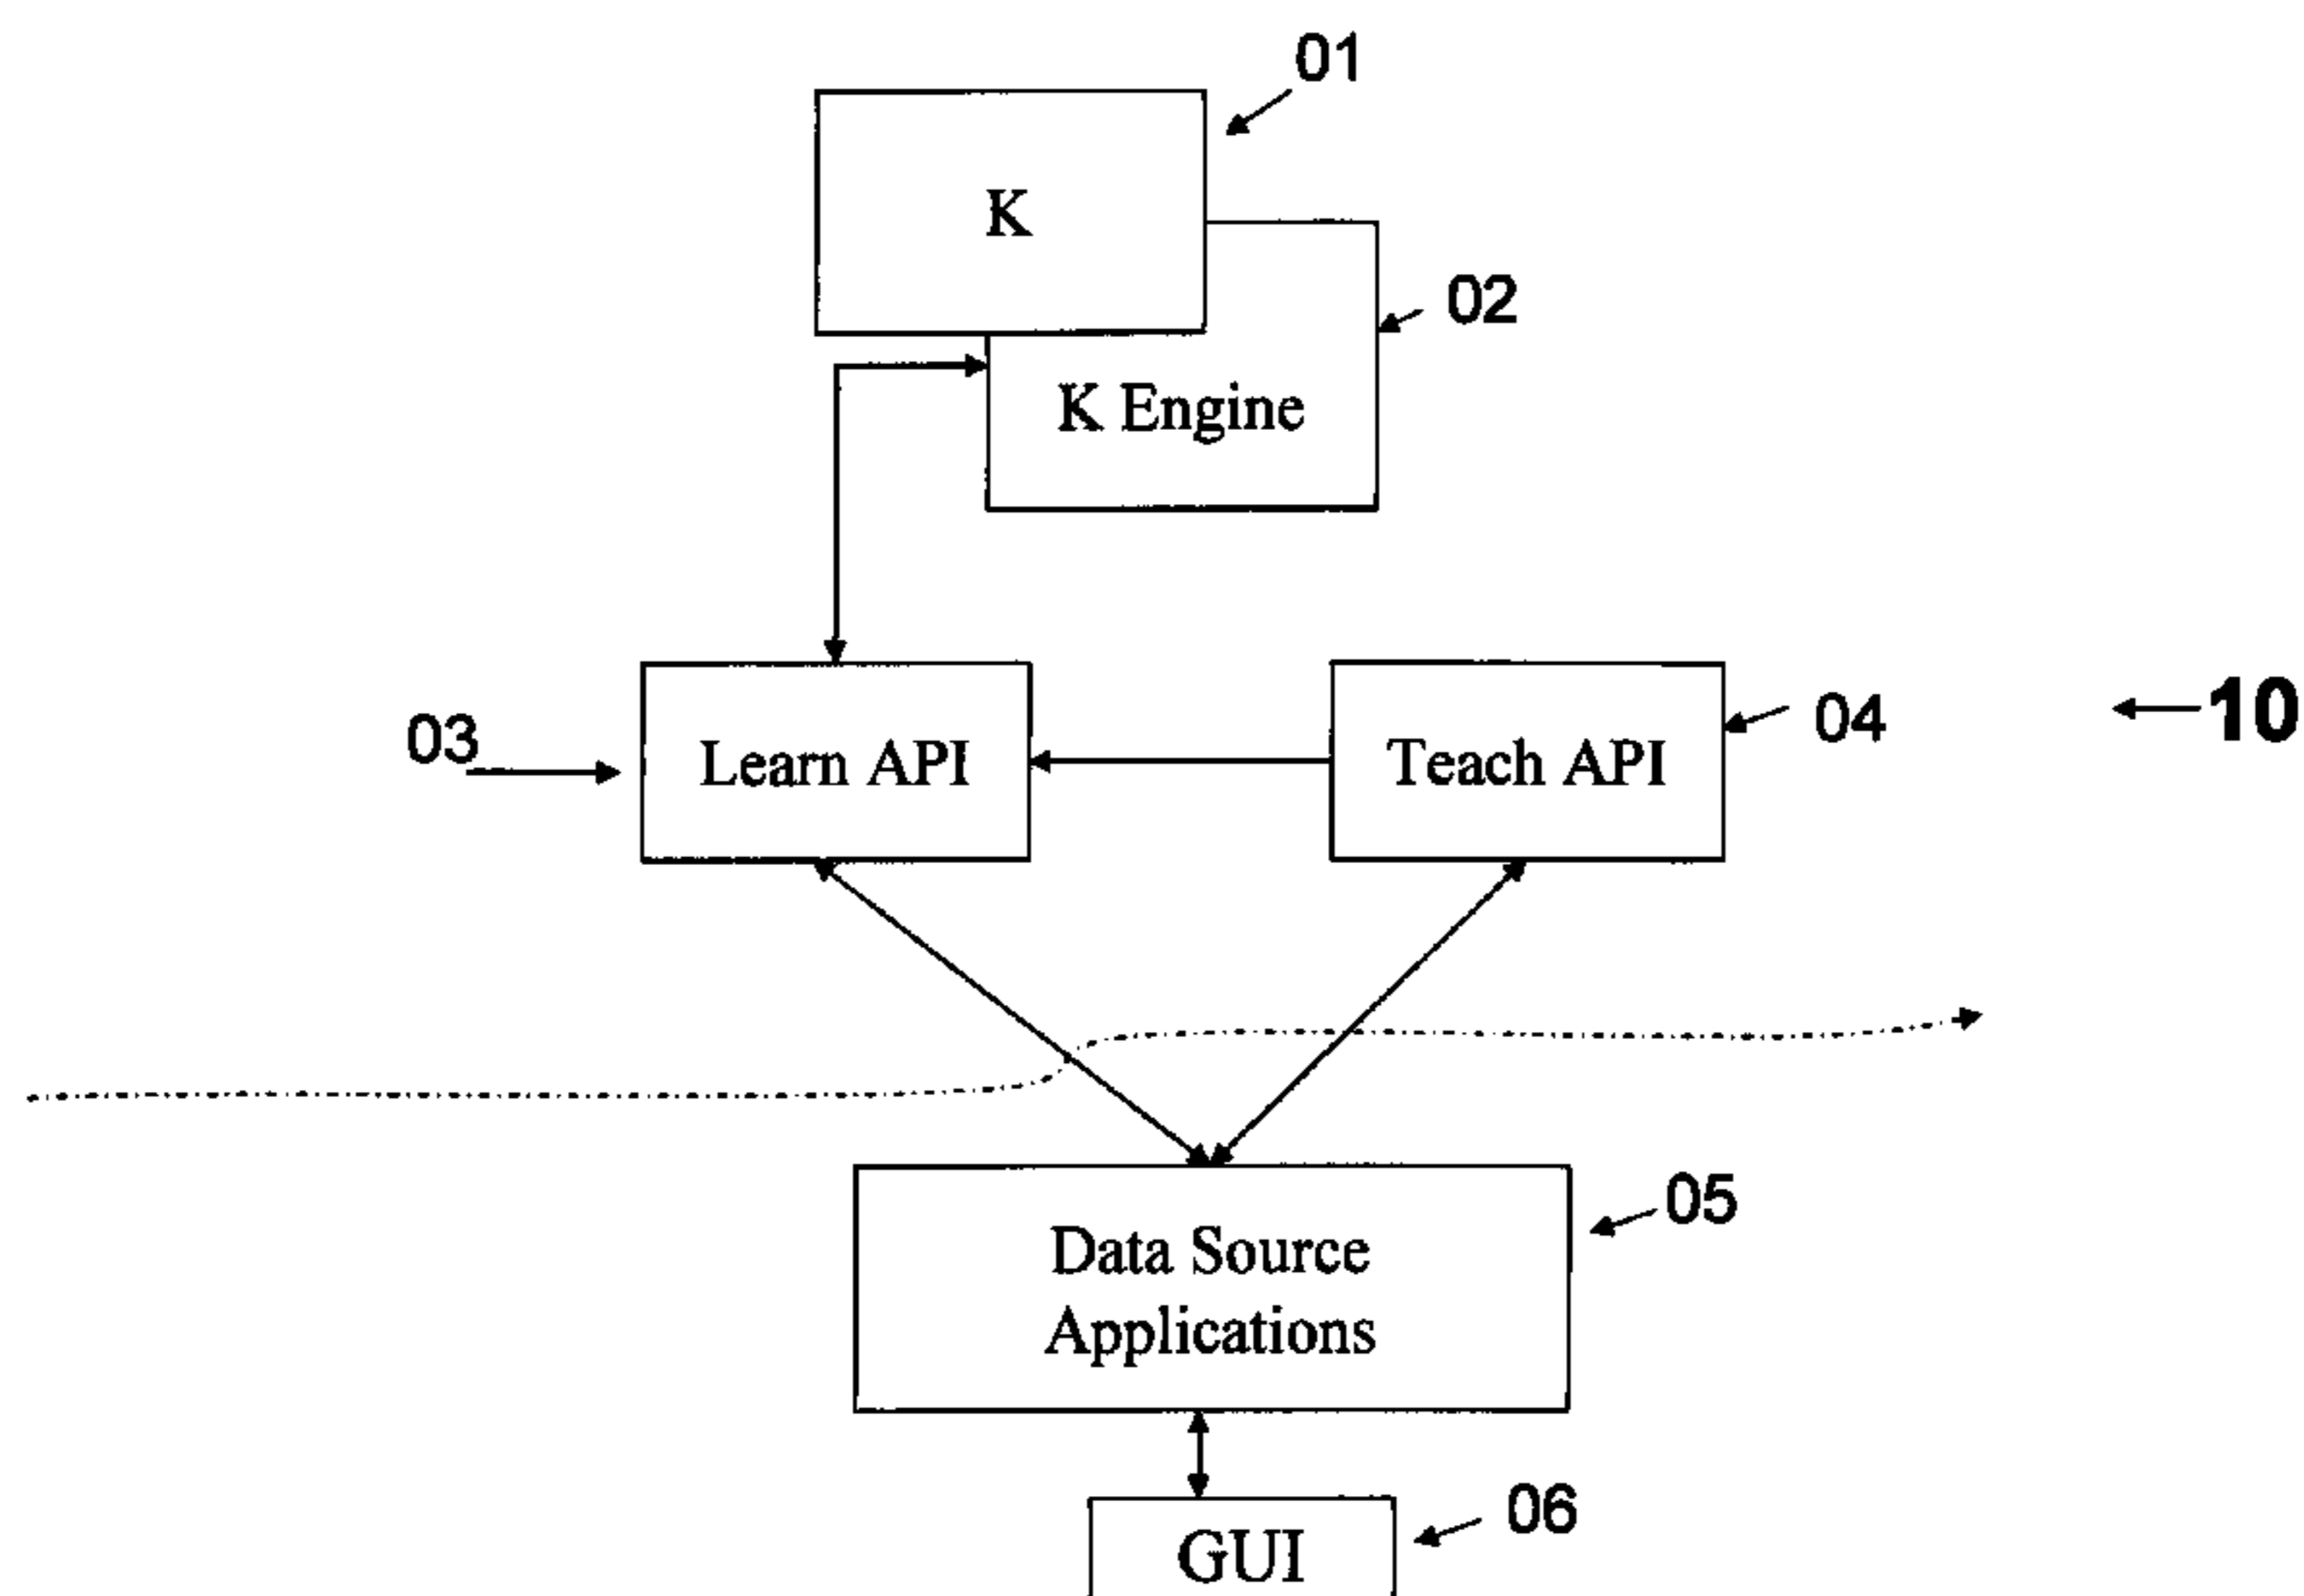 01
K
02
K Engine
03
Learn API
Teach API
04
10
05
Data Source
Applications
06
GUI